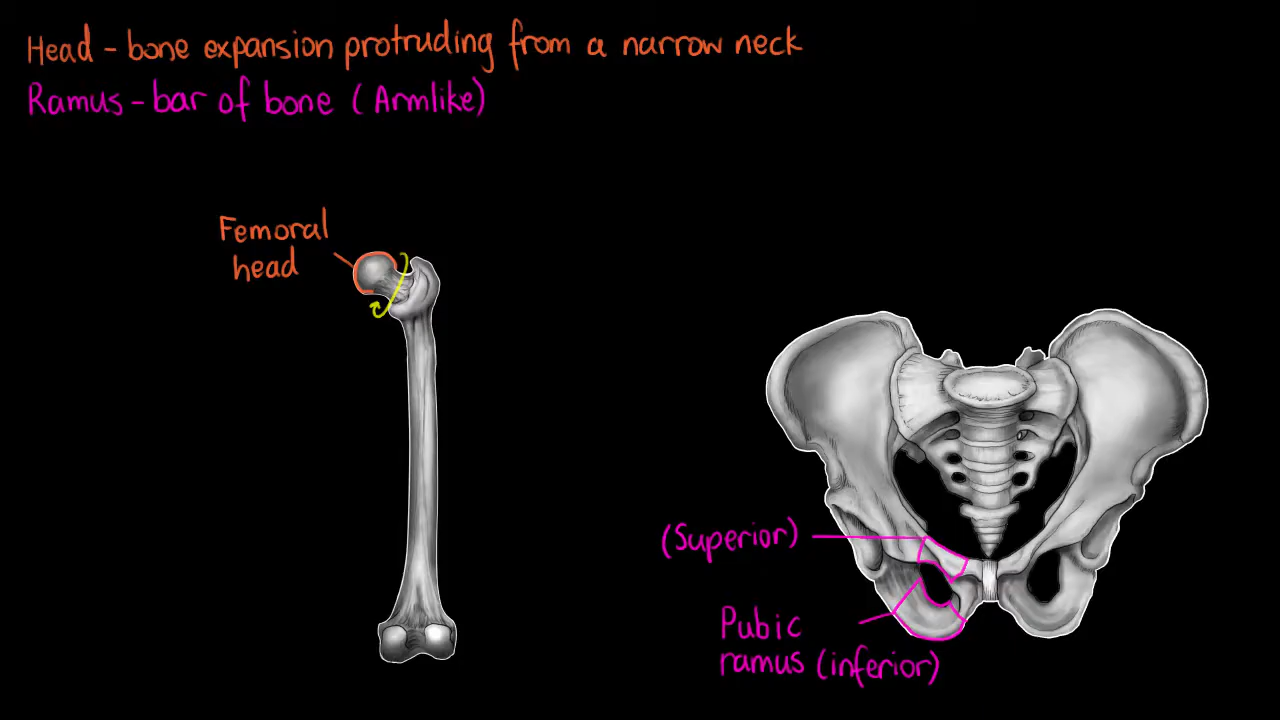 Head - bone expansion protruding from a narrow neck
Ramus - bar of bone (Armlike)
Femoral
head
(Superior)
Pubic
ramus (inferior)